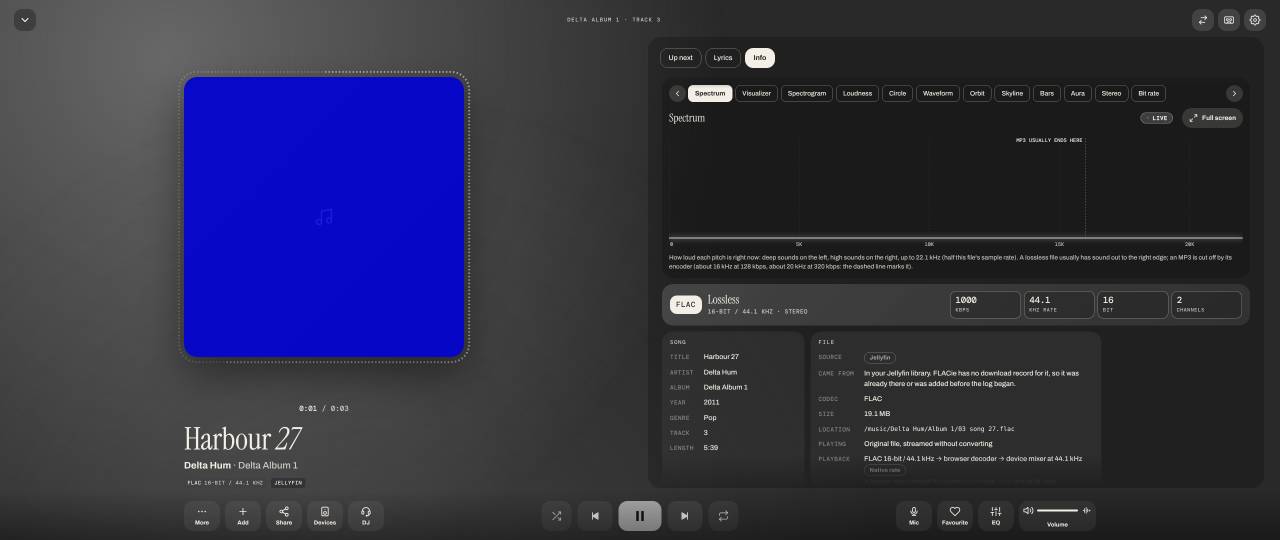 DELTA ALBUM 1 · TRACK 3
Up next
Lyrics
Info
Spectrum
Visualizer
Spectrogram
Loudness
Circle
Waveform
Orbit
Skyline
Bars
Aura
Stereo
Bit rate
Spectrum
LIVE
Full screen
MP3 USUALLY ENDS HERE
0
5K
10K
15K
20K
How loud each pitch is right now: deep sounds on the left, high sounds on the right, up to 22.1 kHz (half this file's sample rate). A lossless file usually has sound out to the right edge; an MP3 is cut off by its
encoder (about 16 kHz at 128 kbps, about 20 kHz at 320 kbps: the dashed line marks it).
FLAC
Lossless
16-BIT / 44.1 KHZ · STEREO
1000
KBPS
44.1
KHZ RATE
16
BIT
2
CHANNELS
SONG
TITLE Harbour 27
ARTIST Delta Hum
ALBUM Delta Album 1
YEAR 2011
GENRE Pop
TRACK 3
LENGTH 5:39
FILE
SOURCE Jellyfin
CAME FROM In your Jellyfin library. FLACie has no download record for it, so it was
already there or was added before the log began.
CODEC FLAC
SIZE 19.1 MB
LOCATION /music/Delta Hum/Album 1/03 song 27.flac
PLAYING Original file, streamed without converting
PLAYBACK FLAC 16-bit / 44.1 kHz → browser decoder → device mixer at 44.1 kHz
Native rate
0:01 / 0:03
Harbour 27
Delta Hum · Delta Album 1
FLAC 16-BIT / 44.1 KHZ JELLYFIN
More
Add
Share
Devices
DJ
Mic
Favourite
EQ
Volume